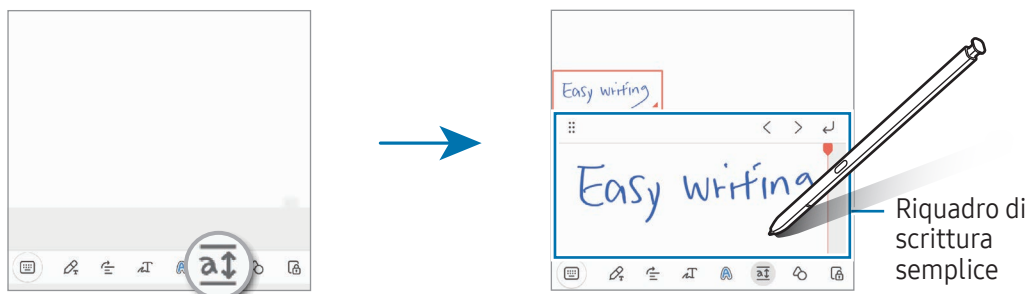 Easy writing
Easy writing
Riquadro di
scrittura
semplice